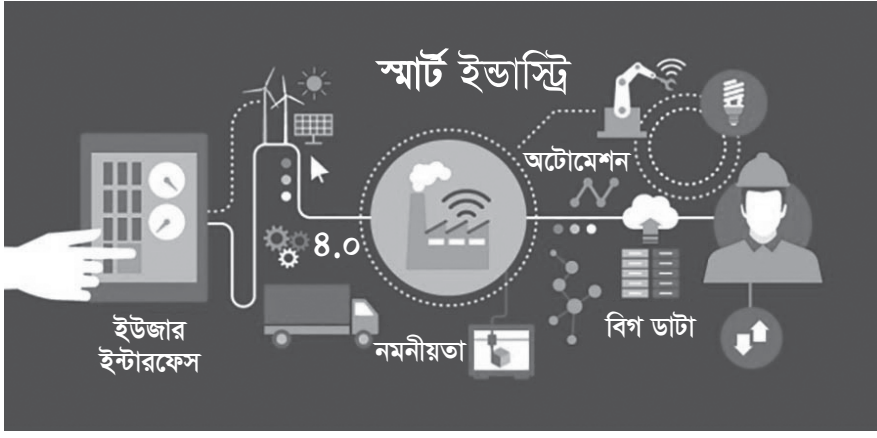 স্মার্ট ইন্ডাস্ট্রি
অটোমেশন
৪.০
ইউজার
ইন্টারফেস
নমনীয়তা
বিগ ডাটা